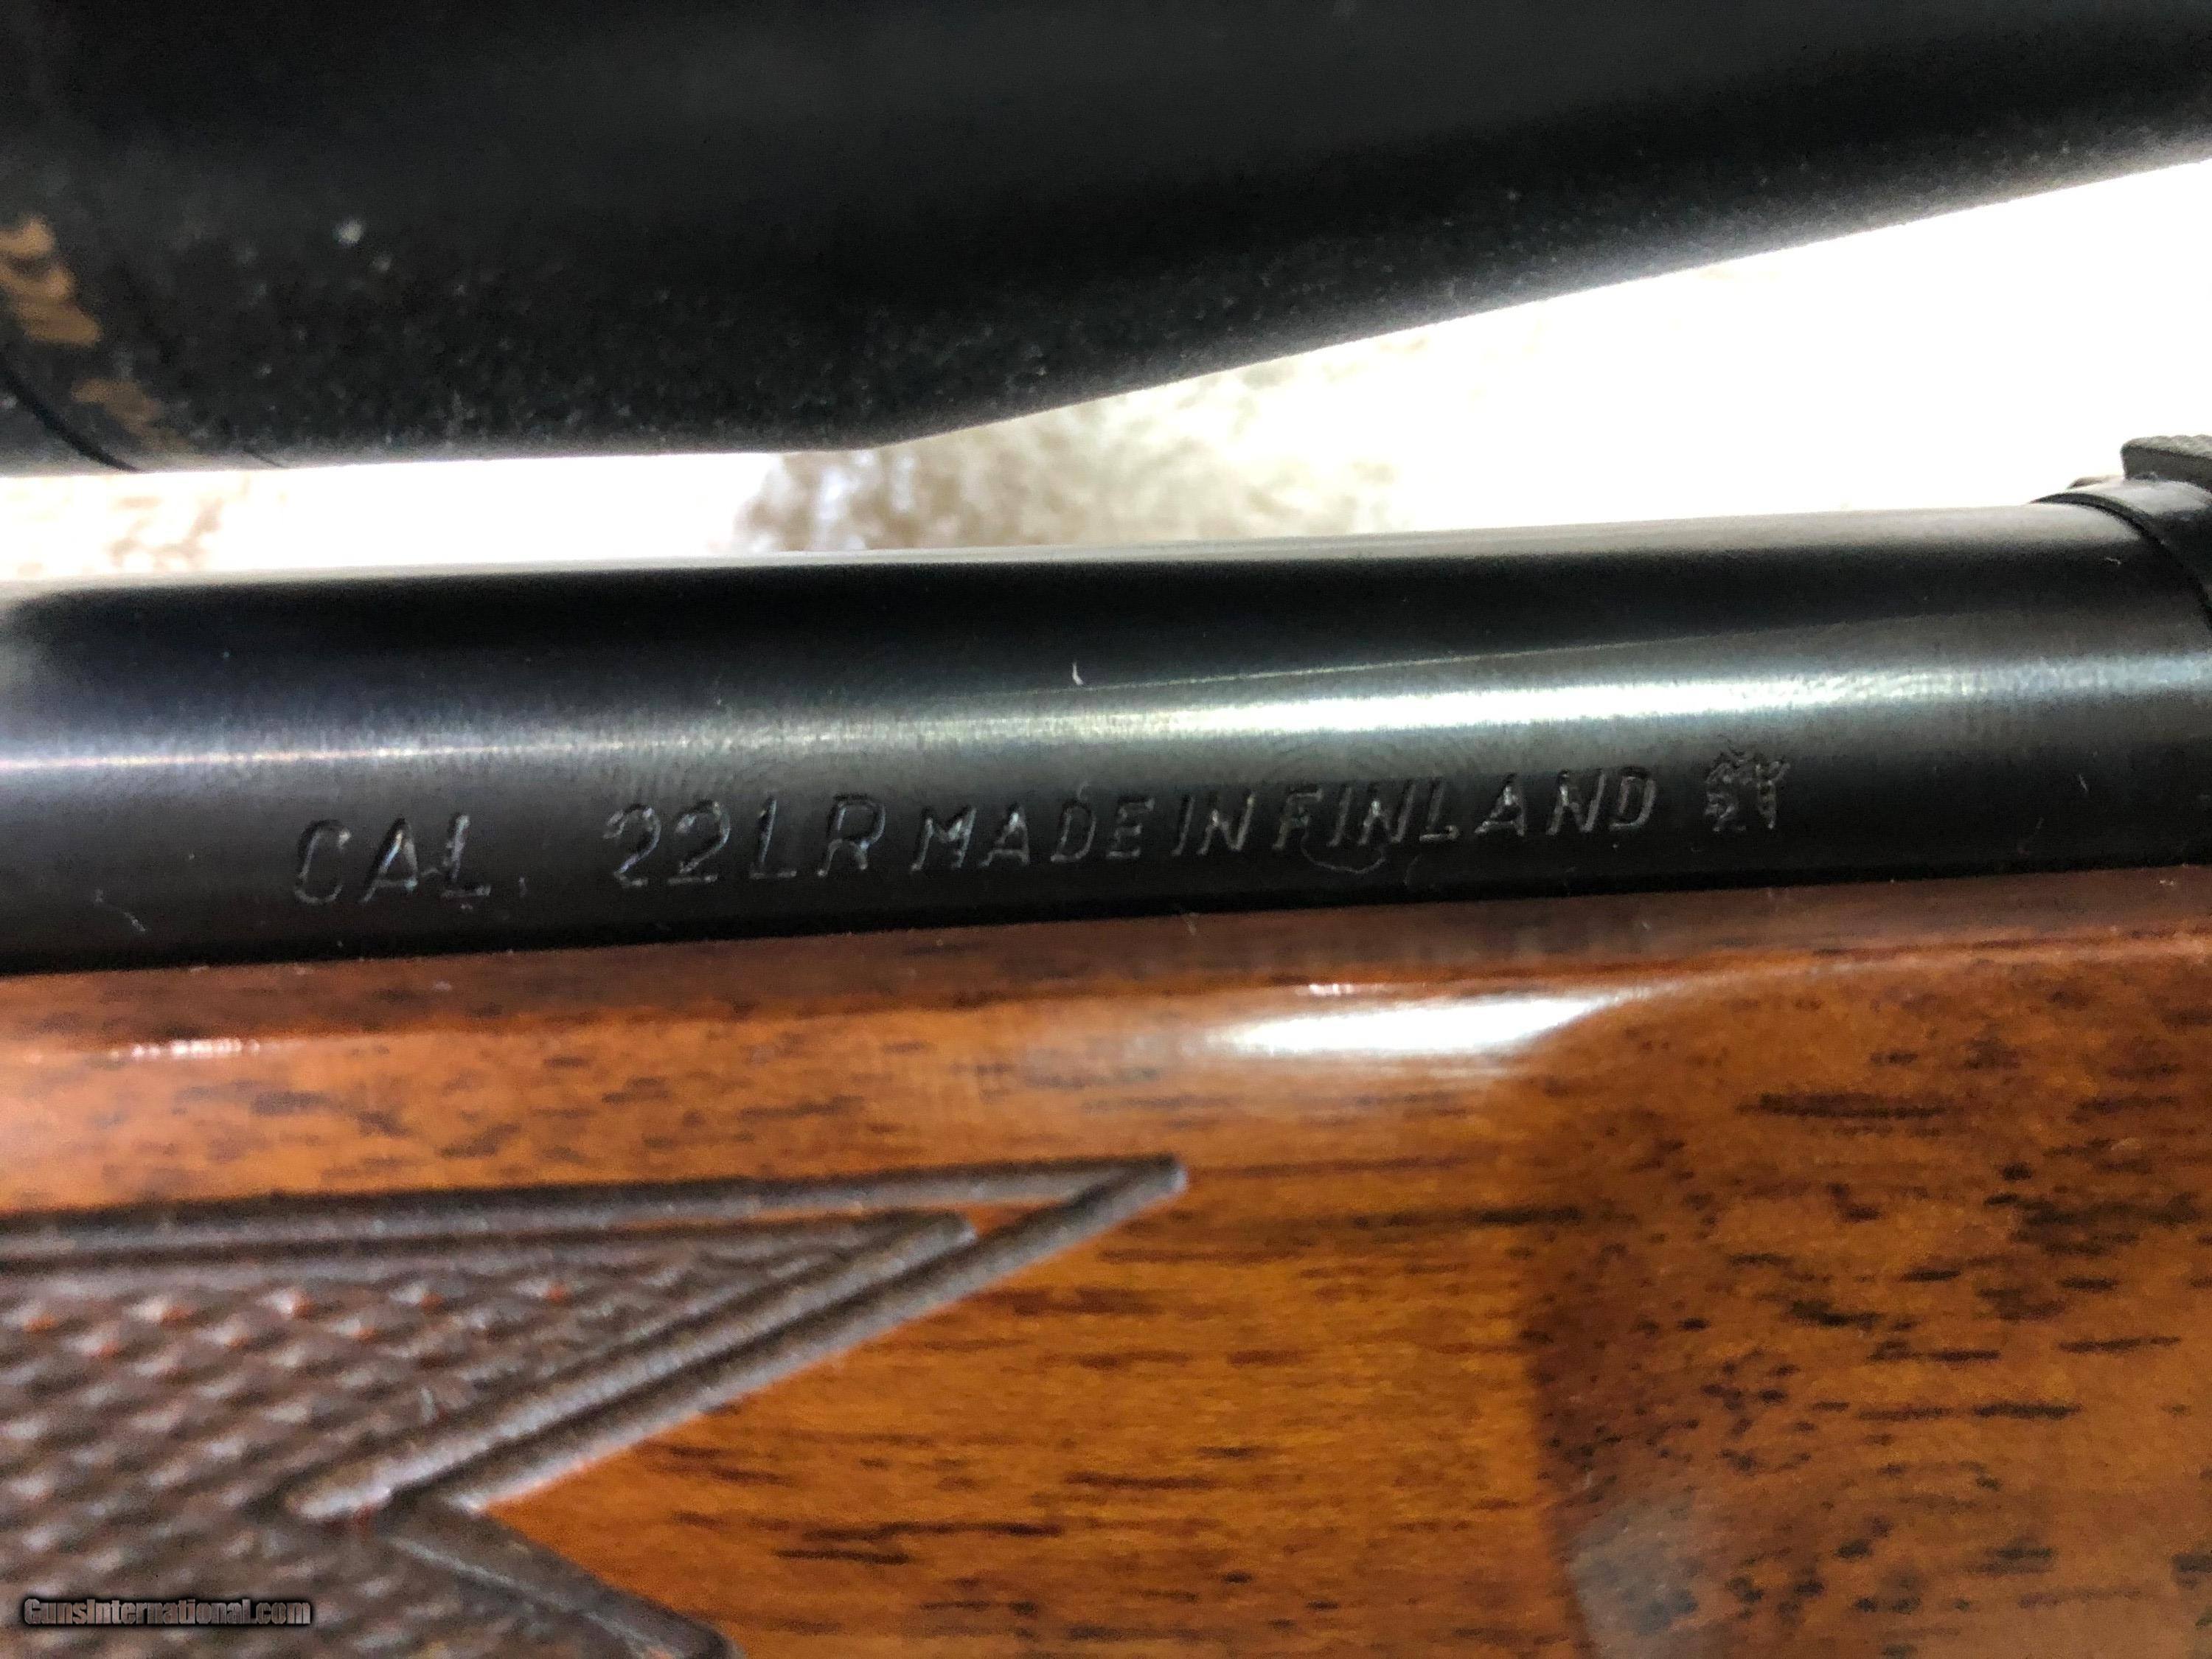 CAL. 22LR MADE IN FINLAND
GunsInternational.com